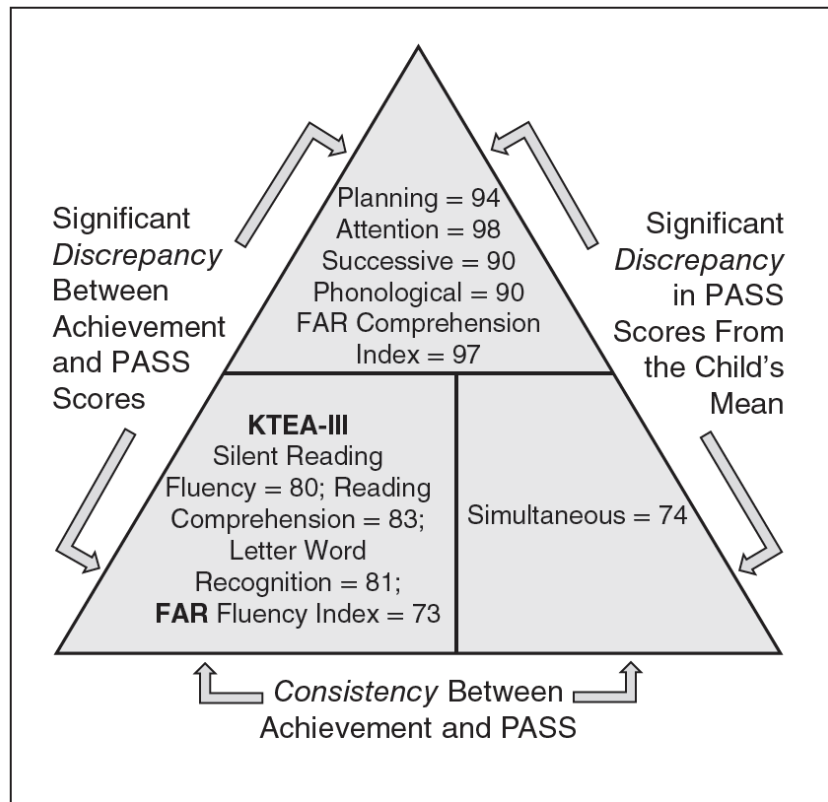 Planning = 94
Attention = 98
Successive = 90
Phonological = 90
FAR Comprehension
Index = 97
Significant
Discrepancy
Between
Achievement
and PASS
Scores
Significant
Discrepancy
in PASS
Scores From
the Child’s
Mean
KTEA-III
Silent Reading
Fluency = 80; Reading
Comprehension = 83;
Letter Word
Recognition = 81;
FAR Fluency Index = 73
Simultaneous = 74
Consistency Between
Achievement and PASS